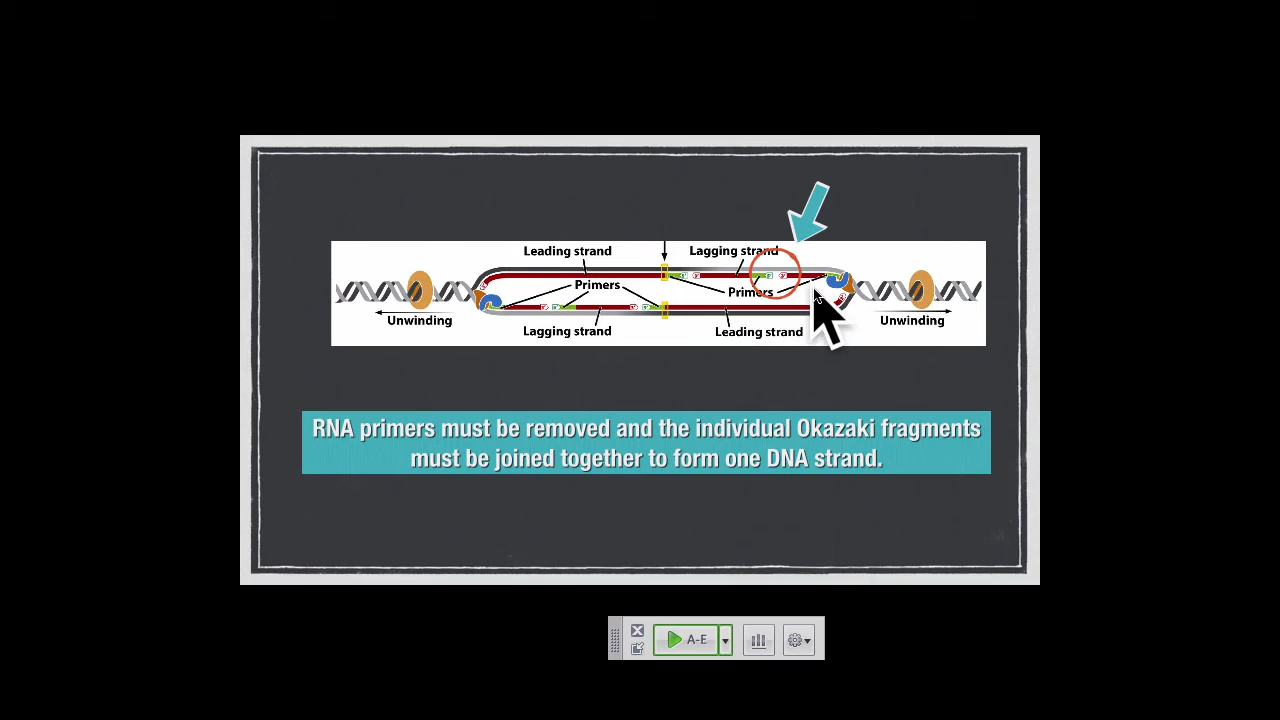 Leading strand
Lagging strand
Primers
Primers
Unwinding
Unwinding
Lagging strand
Leading strand
RNA primers must be removed and the individual Okazaki fragments
must be joined together to form one DNA strand.
A-E